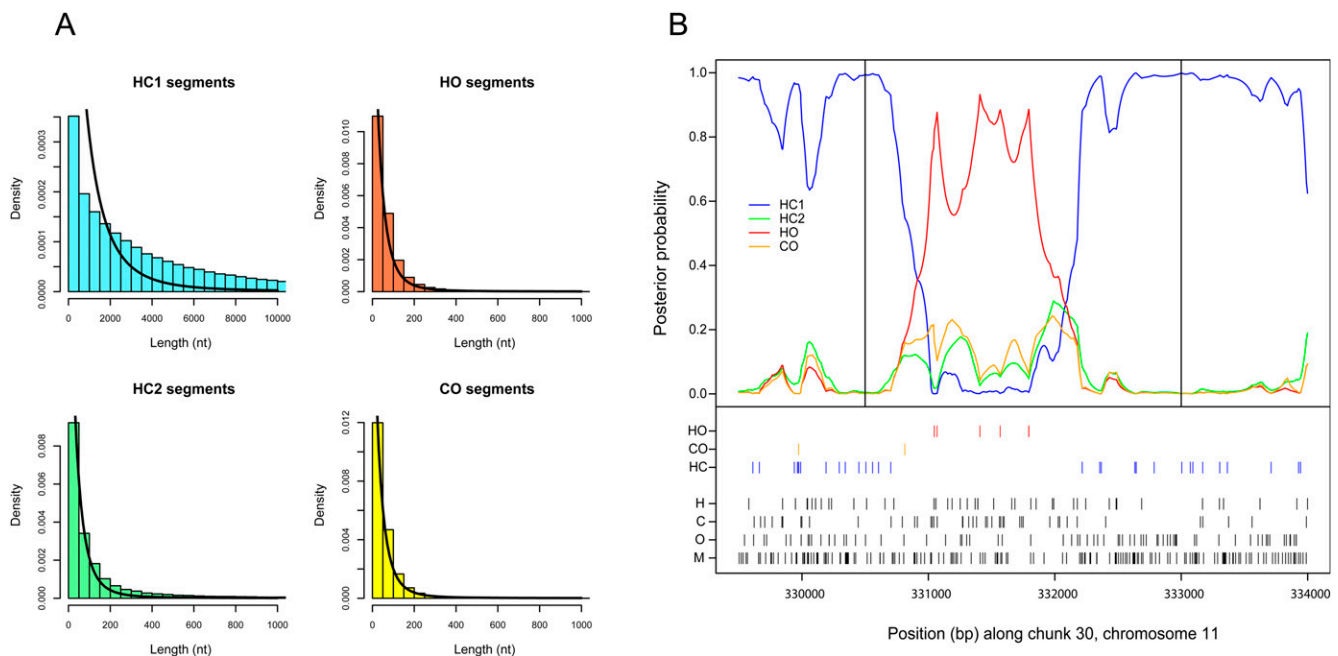 A
B
HC1 segments
Density
0.0000
0.0001
0.0002
0.0003
0
2000
4000
6000
8000
10000
Length (nt)
HO segments
Density
0.000
0.002
0.004
0.006
0.008
0.010
0
200
400
600
800
1000
Length (nt)
HC2 segments
Density
0.000
0.002
0.004
0.006
0.008
0
200
400
600
800
1000
Length (nt)
CO segments
Density
0.000
0.002
0.004
0.006
0.008
0.012
0
200
400
600
800
1000
Length (nt)
Posterior probability
1.0
0.8
0.6
0.4
0.2
0.0
HC1
HC2
HO
CO
HO
CO
HC
H
C
O
M
330000
331000
332000
333000
334000
Position (bp) along chunk 30, chromosome 11